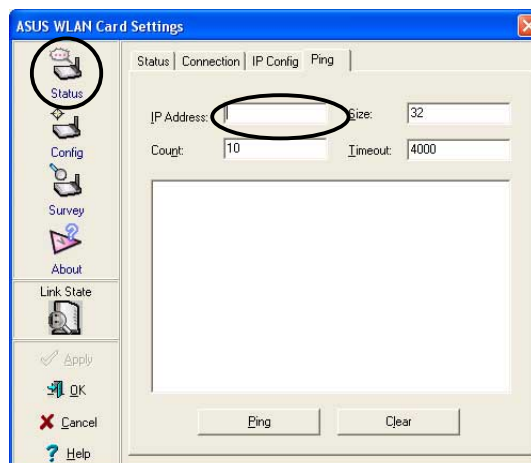 ASUS WLAN Card Settings
Status
Config
Survey
About
Link State
Apply
OK
Cancel
Help
Status Connection IP Config Ping
IP Address: Size: 32
Count: 10 Timeout: 4000
Ping Clear